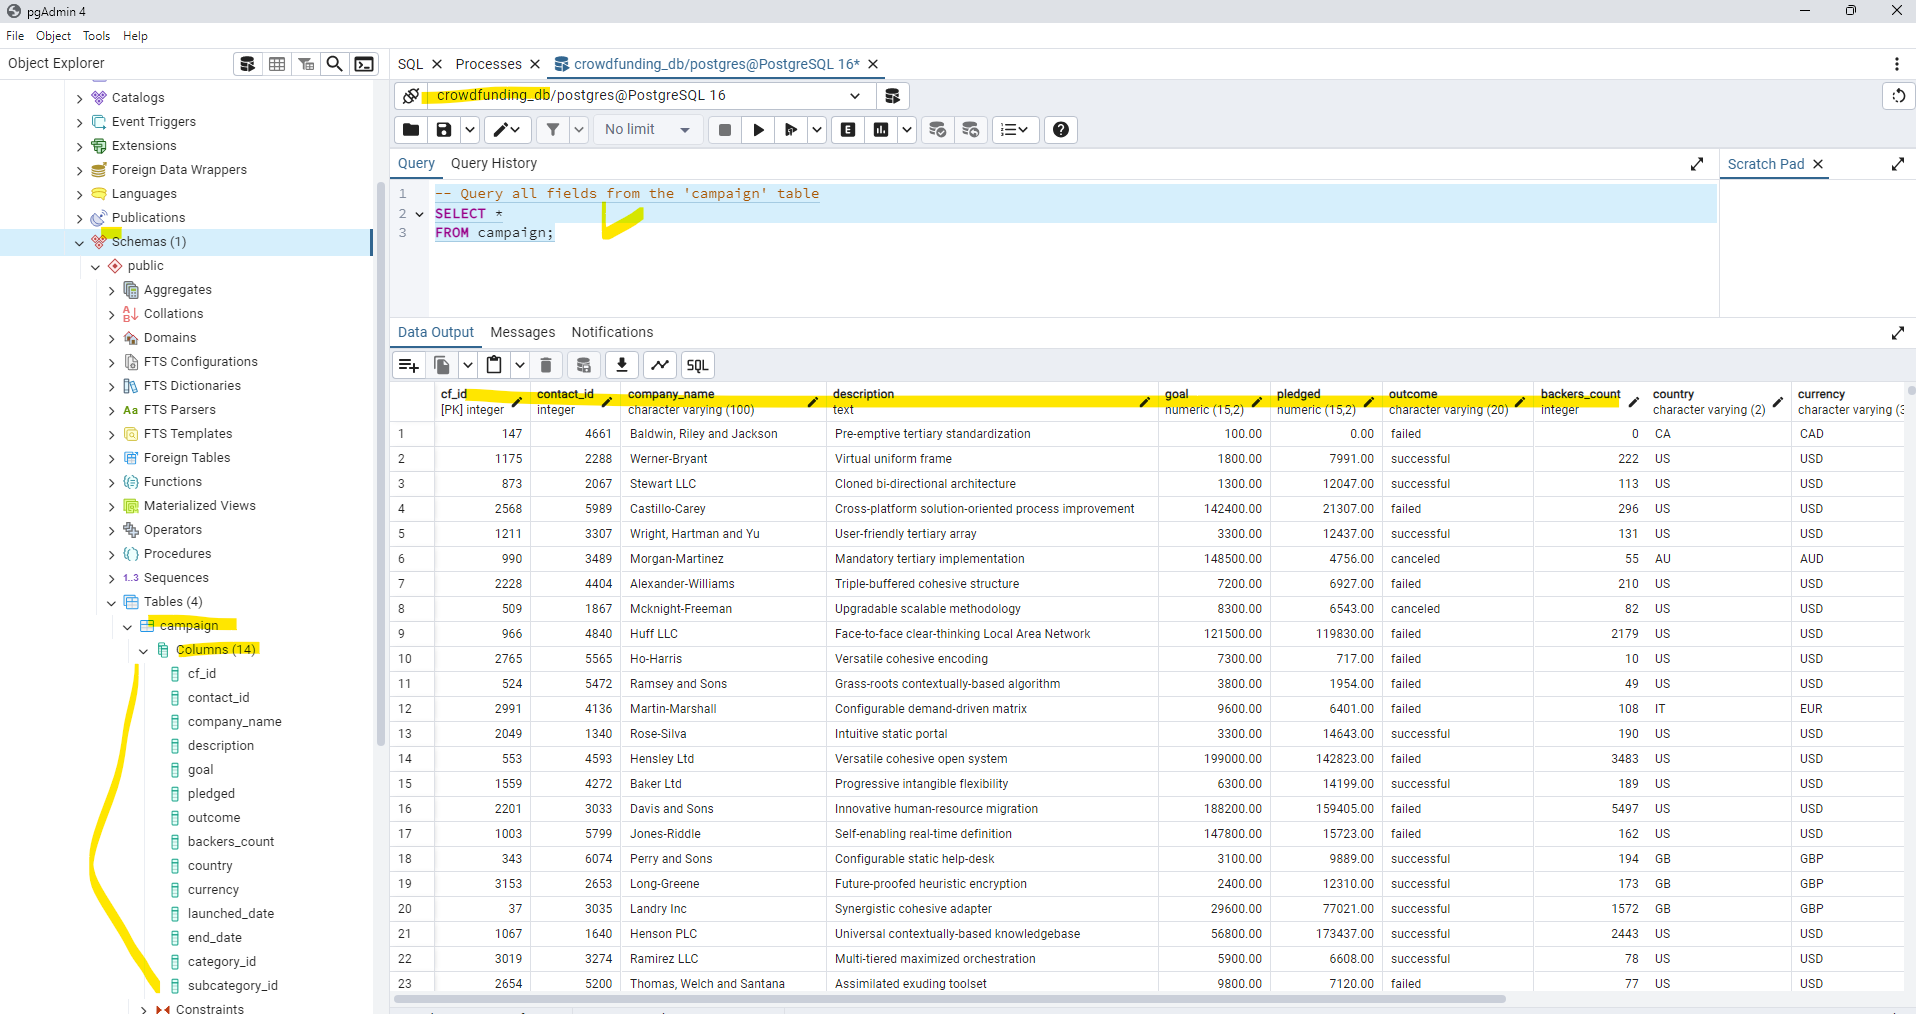 pgAdmin 4
File Object Tools Help
Object Explorer
Catalogs
Event Triggers
Extensions
Foreign Data Wrappers
Languages
Publications
Schemas (1)
public
Aggregates
Collations
Domains
FTS Configurations
FTS Dictionaries
Aa FTS Parsers
FTS Templates
Foreign Tables
Functions
Materialized Views
Operators
Procedures
1..3 Sequences
Tables (4)
campaign
Columns (14)
cf_id
contact_id
company_name
description
goal
pledged
outcome
backers_count
country
currency
launched_date
end_date
category_id
subcategory_id
Constraints
SQL Processes crowdfunding_db/postgres@PostgreSQL 16*
crowdfunding_db/postgres@PostgreSQL 16
No limit E
Query Query History
Scratch Pad
1 -- Query all fields from the 'campaign' table
2 SELECT *
3 FROM campaign;
Data Output Messages Notifications
SQL
cf_id contact_id company_name description goal pledged outcome backers_count country currency
[PK] integer integer character varying (100) text numeric (15,2) numeric (15,2) character varying (20) integer character varying (2) character varying (3
1 147 4661 Baldwin, Riley and Jackson Pre-emptive tertiary standardization 100.00 0.00 failed 0 CA CAD
2 1175 2288 Werner-Bryant Virtual uniform frame 1800.00 7991.00 successful 222 US USD
3 873 2067 Stewart LLC Cloned bi-directional architecture 1300.00 12047.00 successful 113 US USD
4 2568 5989 Castillo-Carey Cross-platform solution-oriented process improvement 142400.00 21307.00 failed 296 US USD
5 1211 3307 Wright, Hartman and Yu User-friendly tertiary array 3300.00 12437.00 successful 131 US USD
6 990 3489 Morgan-Martinez Mandatory tertiary implementation 148500.00 4756.00 canceled 55 AU AUD
7 2228 4404 Alexander-Williams Triple-buffered cohesive structure 7200.00 6927.00 failed 210 US USD
8 509 1867 Mcknight-Freeman Upgradable scalable methodology 8300.00 6543.00 canceled 82 US USD
9 966 4840 Huff LLC Face-to-face clear-thinking Local Area Network 121500.00 119830.00 failed 2179 US USD
10 2765 5565 Ho-Harris Versatile cohesive encoding 7300.00 717.00 failed 10 US USD
11 524 5472 Ramsey and Sons Grass-roots contextually-based algorithm 3800.00 1954.00 failed 49 US USD
12 2991 4136 Martin-Marshall Configurable demand-driven matrix 9600.00 6401.00 failed 108 IT EUR
13 2049 1340 Rose-Silva Intuitive static portal 3300.00 14643.00 successful 190 US USD
14 553 4593 Hensley Ltd Versatile cohesive open system 199000.00 142823.00 failed 3483 US USD
15 1559 4272 Baker Ltd Progressive intangible flexibility 6300.00 14199.00 successful 189 US USD
16 2201 3033 Davis and Sons Innovative human-resource migration 188200.00 159405.00 failed 5497 US USD
17 1003 5799 Jones-Riddle Self-enabling real-time definition 147800.00 15723.00 failed 162 US USD
18 343 6074 Perry and Sons Configurable static help-desk 3100.00 9889.00 successful 194 GB GBP
19 3153 2653 Long-Greene Future-proofed heuristic encryption 2400.00 12310.00 successful 173 GB GBP
20 37 3035 Landry Inc Synergistic cohesive adapter 29600.00 77021.00 successful 1572 GB GBP
21 1067 1640 Henson PLC Universal contextually-based knowledgebase 56800.00 173437.00 successful 2443 US USD
22 3019 3274 Ramirez LLC Multi-tiered maximized orchestration 5900.00 6608.00 successful 78 US USD
23 2654 5200 Thomas, Welch and Santana Assimilated exuding toolset 9800.00 7120.00 failed 77 US USD